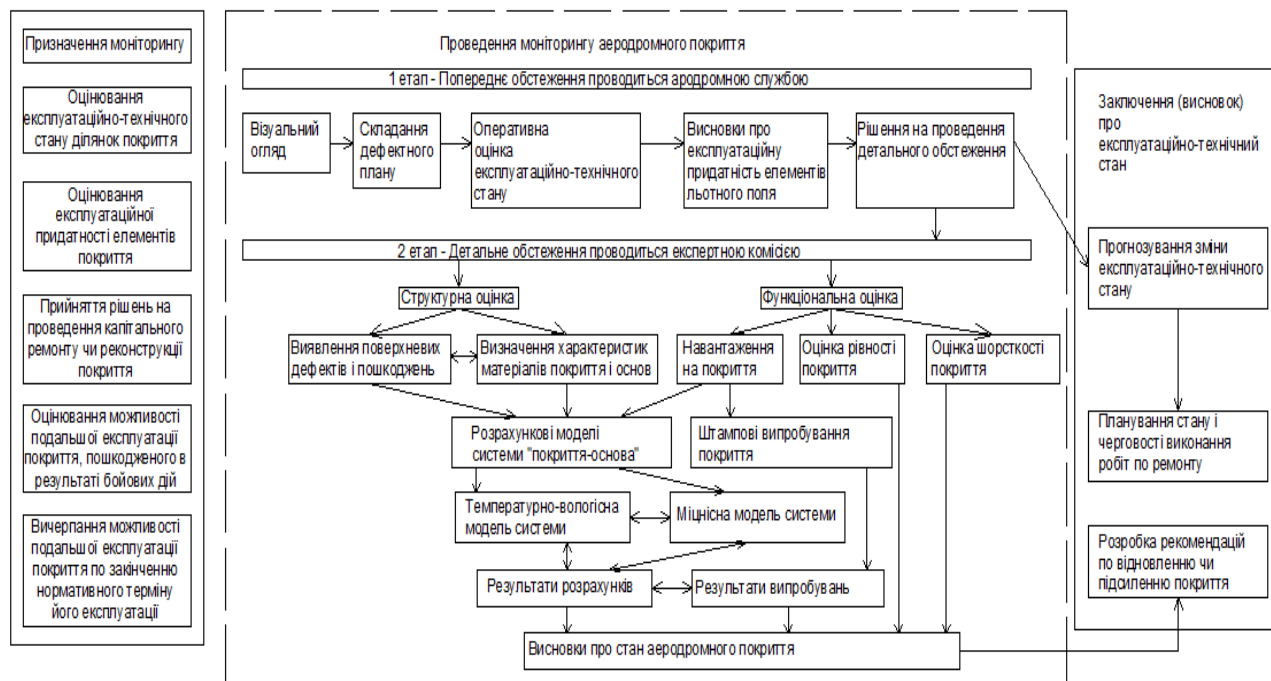 Призначення моніторингу
Оцінювання
експлуатаційно-технічного
стану ділянок покриття
Оцінювання
експлуатаційної
придатності елементів
покриття
Прийняття рішень на
проведення капітального
ремонту чи реконструкції
покриття
Оцінювання можливості
подальшої експлуатації
покриття, пошкодженого в
результаті бойових дій
Вичерпання можливості
подальшої експлуатації
покриття по закінченню
нормативного терміну
його експлуатації
Проведення моніторингу аеродромного покриття
1 етап - Попереднє обстеження проводиться ародромною службою
Візуальний
огляд
Складання
дефектного
плану
Оперативна
оцінка
експлуатаційно-технічного
стану
Висновки про
експлуатаційну
придатність елементів
льотного поля
Рішення на проведення
детального обстеження
2 етап - Детальне обстеження проводиться експертною комісією
Структурна оцінка
Функціональна оцінка
Виявлення поверхневих
дефектів і пошкоджень
Визначення характеристик
матеріалів покриття і основ
Навантаження
на покриття
Оцінка рівності
покриття
Оцінка шорсткості
покриття
Розрахункові моделі
системи "покриття-основа"
Штампові випробування
покриття
Температурно-вологісна
модель системи
Міцнісна модель системи
Результати розрахунків
Результати випробувань
Висновки про стан аеродромного покриття
Заключення (висновок)
про
експлуатаційно-технічний
стан
Прогнозування зміни
експлуатаційно-технічного
стану
Планування стану і
черговості виконання
робіт по ремонту
Розробка рекомендацій
по відновленню чи
підсиленню покриття